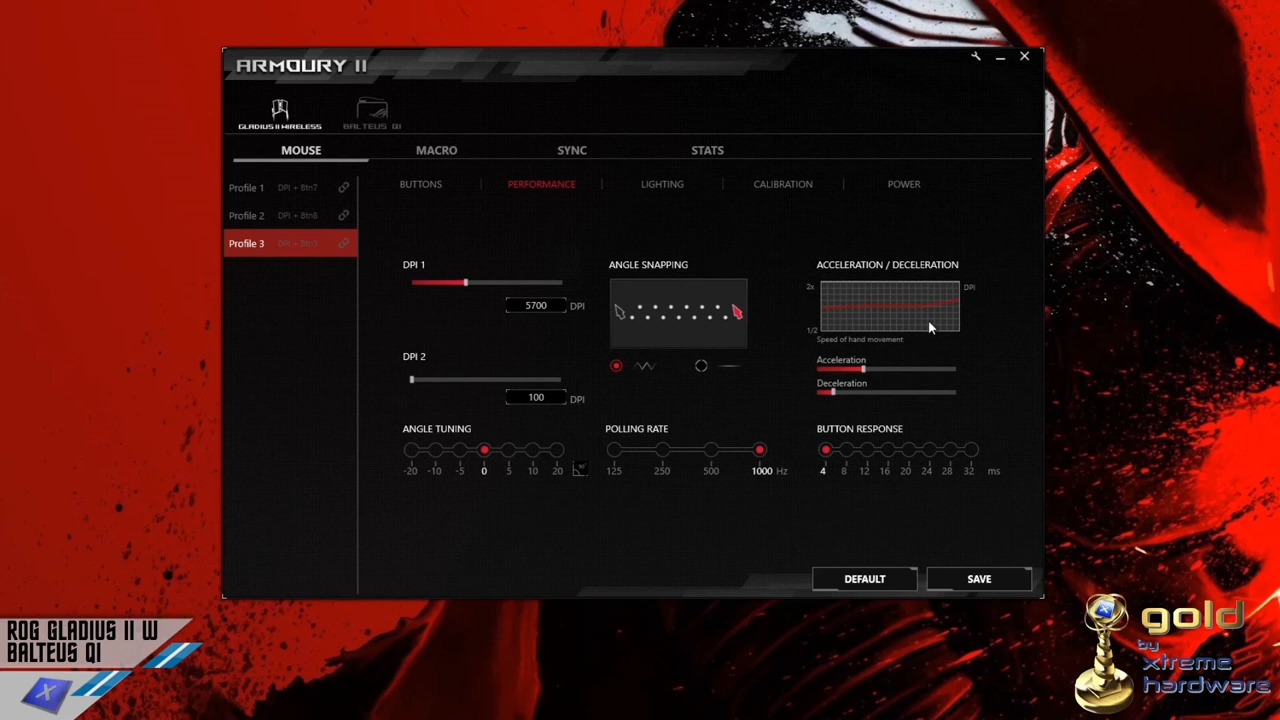 ARMOURY II
GLADIUS II WIRELESS
BALTEUS QI
MOUSE
MACRO
SYNC
STATS
Profile 1 DPI + Btn7
Profile 2 DPI + Btn8
Profile 3
BUTTONS
PERFORMANCE
LIGHTING
CALIBRATION
POWER
DPI 1
5700 DPI
DPI 2
100 DPI
ANGLE SNAPPING
ACCELERATION / DECELERATION
2x
DPI
1/2
Speed of hand movement
Acceleration
Deceleration
ANGLE TUNING
-20 -10 -5 0 5 10 20
POLLING RATE
125 250 500 1000 Hz
BUTTON RESPONSE
4 8 12 16 20 24 28 32 ms
DEFAULT
SAVE
ROG GLADIUS II W
BALTEUS QI
X
gold
by
xtreme
hardware